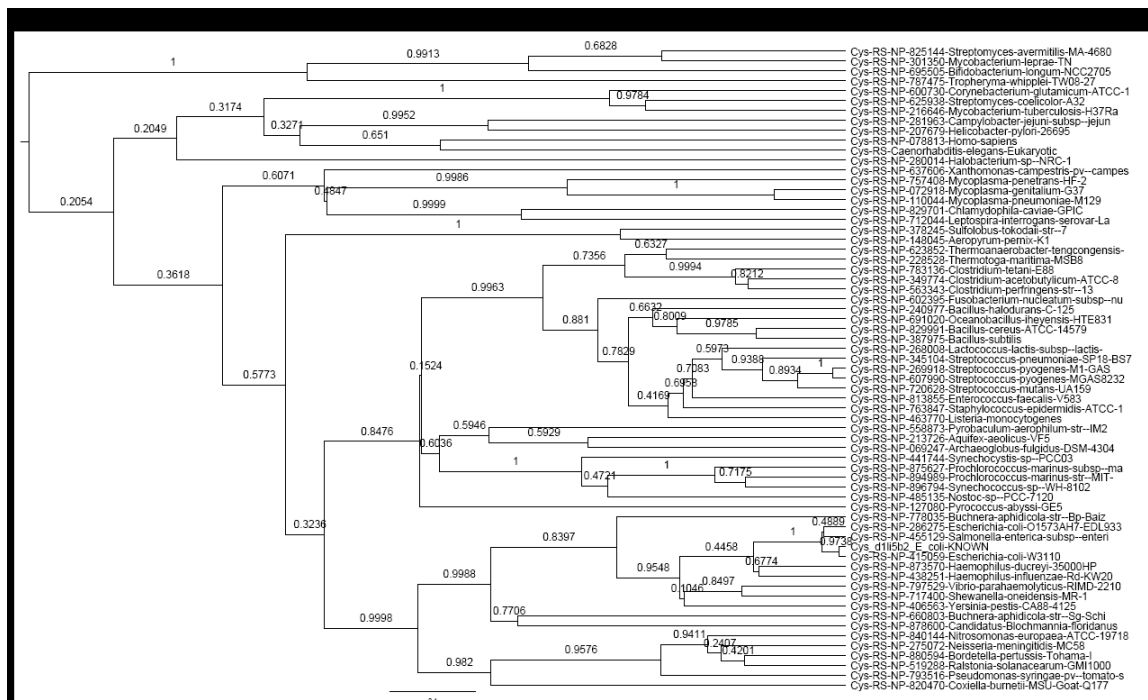 Cys-RS-NP-825144-Streptomyces-avermitilis-MA-4680
Cys-RS-NP-301350-Mycobacterium-leprae-TN
Cys-RS-NP-695505-Bifidobacterium-longum-NCC2705
Cys-RS-NP-787475-Tropheryma-whipplei-TW08-27
Cys-RS-NP-600730-Corynebacterium-glutamicum-ATCC-1
Cys-RS-NP-625938-Streptomyces-coelicolor-A32
Cys-RS-NP-216646-Mycobacterium-tuberculosis-H37Ra
Cys-RS-NP-281963-Campylobacter-jejuni-subsp--jejun
Cys-RS-NP-207679-Helicobacter-pylori-26695
Cys-RS-NP-078813-Homo-sapiens
Cys-RS-Caenorhabditis-elegans-Eukaryotic
Cys-RS-NP-280014-Halobacterium-sp--NRC-1
Cys-RS-NP-637606-Xanthomonas-campestris-pv--campes
Cys-RS-NP-757408-Mycoplasma-penetrans-HF-2
Cys-RS-NP-072918-Mycoplasma-genitalium-G37
Cys-RS-NP-110044-Mycoplasma-pneumoniae-M129
Cys-RS-NP-829701-Chlamydophila-caviae-GPIC
Cys-RS-NP-712044-Leptospira-interrogans-serovar-La
Cys-RS-NP-378245-Sulfolobus-tokodaii-str--7
Cys-RS-NP-148045-Aeropyrum-pernix-K1
Cys-RS-NP-623852-Thermoanaerobacter-tengcongensis-
Cys-RS-NP-228528-Thermotoga-maritima-MSB8
Cys-RS-NP-783136-Clostridium-tetani-E88
Cys-RS-NP-349774-Clostridium-acetobutylicum-ATCC-8
Cys-RS-NP-563343-Clostridium-perfringens-str--13
Cys-RS-NP-602395-Fusobacterium-nucleatum-subsp--nu
Cys-RS-NP-240977-Bacillus-halodurans-C-125
Cys-RS-NP-691020-Oceanobacillus-iheyensis-HTE831
Cys-RS-NP-829991-Bacillus-cereus-ATCC-14579
Cys-RS-NP-387975-Bacillus-subtilis
Cys-RS-NP-268008-Lactococcus-lactis-subsp--lactis-
Cys-RS-NP-345104-Streptococcus-pneumoniae-SP18-BS7
Cys-RS-NP-269918-Streptococcus-pyogenes-M1-GAS
Cys-RS-NP-607990-Streptococcus-pyogenes-MGAS8232
Cys-RS-NP-720628-Streptococcus-mutans-UA159
Cys-RS-NP-813855-Enterococcus-faecalis-V583
Cys-RS-NP-763847-Staphylococcus-epidermidis-ATCC-1
Cys-RS-NP-463770-Listeria-monocytogenes
Cys-RS-NP-558873-Pyrobaculum-aerophilum-str--IM2
Cys-RS-NP-213726-Aquifex-aeolicus-VF5
Cys-RS-NP-069247-Archaeoglobus-fulgidus-DSM-4304
Cys-RS-NP-441744-Synechocystis-sp--PCC03
Cys-RS-NP-875627-Prochlorococcus-marinus-subsp--ma
Cys-RS-NP-894989-Prochlorococcus-marinus-str--MIT-
Cys-RS-NP-896794-Synechococcus-sp--WH-8102
Cys-RS-NP-485135-Nostoc-sp--PCC-7120
Cys-RS-NP-127080-Pyrococcus-abyssi-GE5
Cys-RS-NP-778035-Buchnera-aphidicola-str--Bp-Baiz
Cys-RS-NP-286275-Escherichia-coli-O1573AH7-EDL933
Cys-RS-NP-455129-Salmonella-enterica-subsp--enteri
Cys_d1li5b2_E_coli-KNOWN
Cys-RS-NP-415059-Escherichia-coli-W3110
Cys-RS-NP-873570-Haemophilus-ducreyi-35000HP
Cys-RS-NP-438251-Haemophilus-influenzae-Rd-KW20
Cys-RS-NP-797529-Vibrio-parahaemolyticus-RIMD-2210
Cys-RS-NP-717400-Shewanella-oneidensis-MR-1
Cys-RS-NP-406563-Yersinia-pestis-CA88-4125
Cys-RS-NP-660803-Buchnera-aphidicola-str--Sg-Schi
Cys-RS-NP-878600-Candidatus-Blochmannia-floridanus
Cys-RS-NP-840144-Nitrosomonas-europaea-ATCC-19718
Cys-RS-NP-275072-Neisseria-meningitidis-MC58
Cys-RS-NP-880594-Bordetella-pertussis-Tohama-I
Cys-RS-NP-519288-Ralstonia-solanacearum-GMI1000
Cys-RS-NP-793516-Pseudomonas-syringae-pv--tomato-s
Cys-RS-NP-820470-Coxiella-burnetii-MSU-Goat-Q177
1
0.9913
0.6828
0.2054
0.2049
0.3174
1
0.9784
0.3271
0.9952
0.651
0.3618
0.6071
0.4847
0.9986
1
0.9999
0.5773
1
0.3236
0.8476
0.1524
0.9963
0.7356
0.6327
0.9994
0.8212
0.881
0.7829
0.6632
0.8009
0.9785
0.4169
0.6958
0.7083
0.5973
0.9388
0.8934
1
0.6036
0.5946
0.5929
1
0.4721
1
0.7175
0.9998
0.9988
0.8397
0.9548
0.4458
1
0.4889
0.9738
0.6774
0.1046
0.8497
0.7706
0.982
0.9576
0.9411
0.2407
0.4201